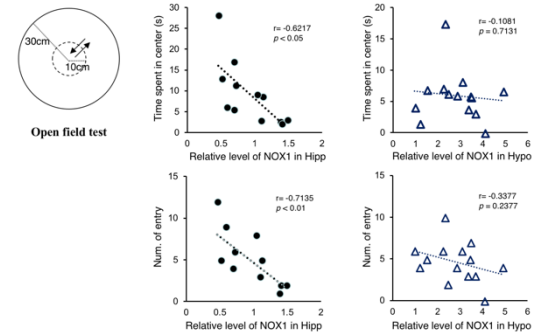 30cm
10cm
Open field test
Time spent in center (s)
30
25
20
15
10
5
0
r= -0.6217
p < 0.05
0 0.5 1 1.5 2
Relative level of NOX1 in Hipp
Time spent in center (s)
20
15
10
5
0
r= -0.1081
p = 0.7131
0 1 2 3 4 5 6
Relative level of NOX1 in Hypo
Num. of entry
15
10
5
0
r= -0.7135
p < 0.01
0 0.5 1 1.5 2
Relative level of NOX1 in Hipp
Num. of entry
15
10
5
0
r= -0.3377
p = 0.2377
0 1 2 3 4 5 6
Relative level of NOX1 in Hypo